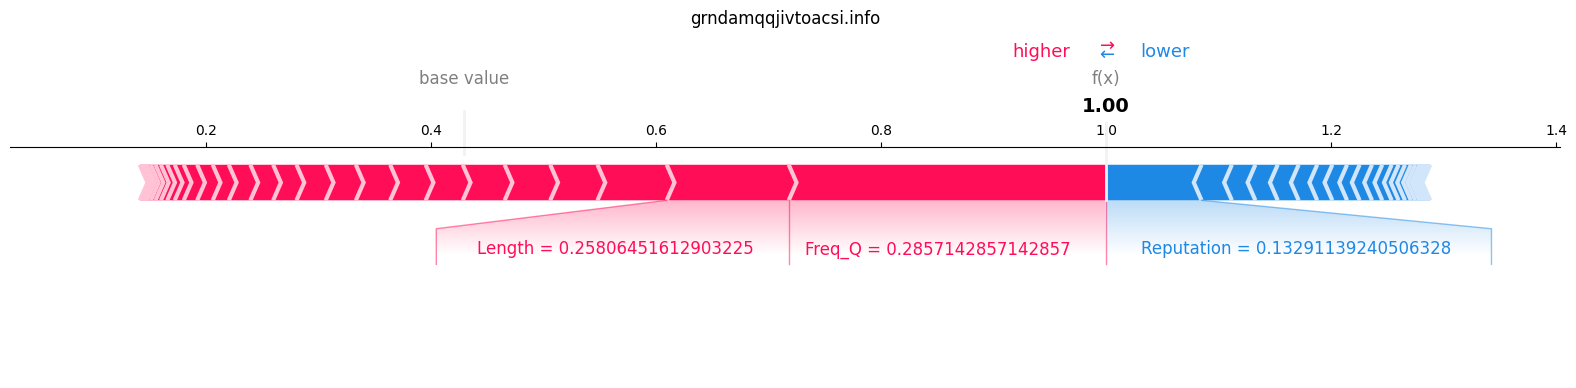 grndamqqjivtoacsi.info
higher ⇄ lower
base value f(x)
1.00
0.2 0.4 0.6 0.8 1.0 1.2 1.4
Length = 0.25806451612903225 Freq_Q = 0.2857142857142857 Reputation = 0.13291139240506328